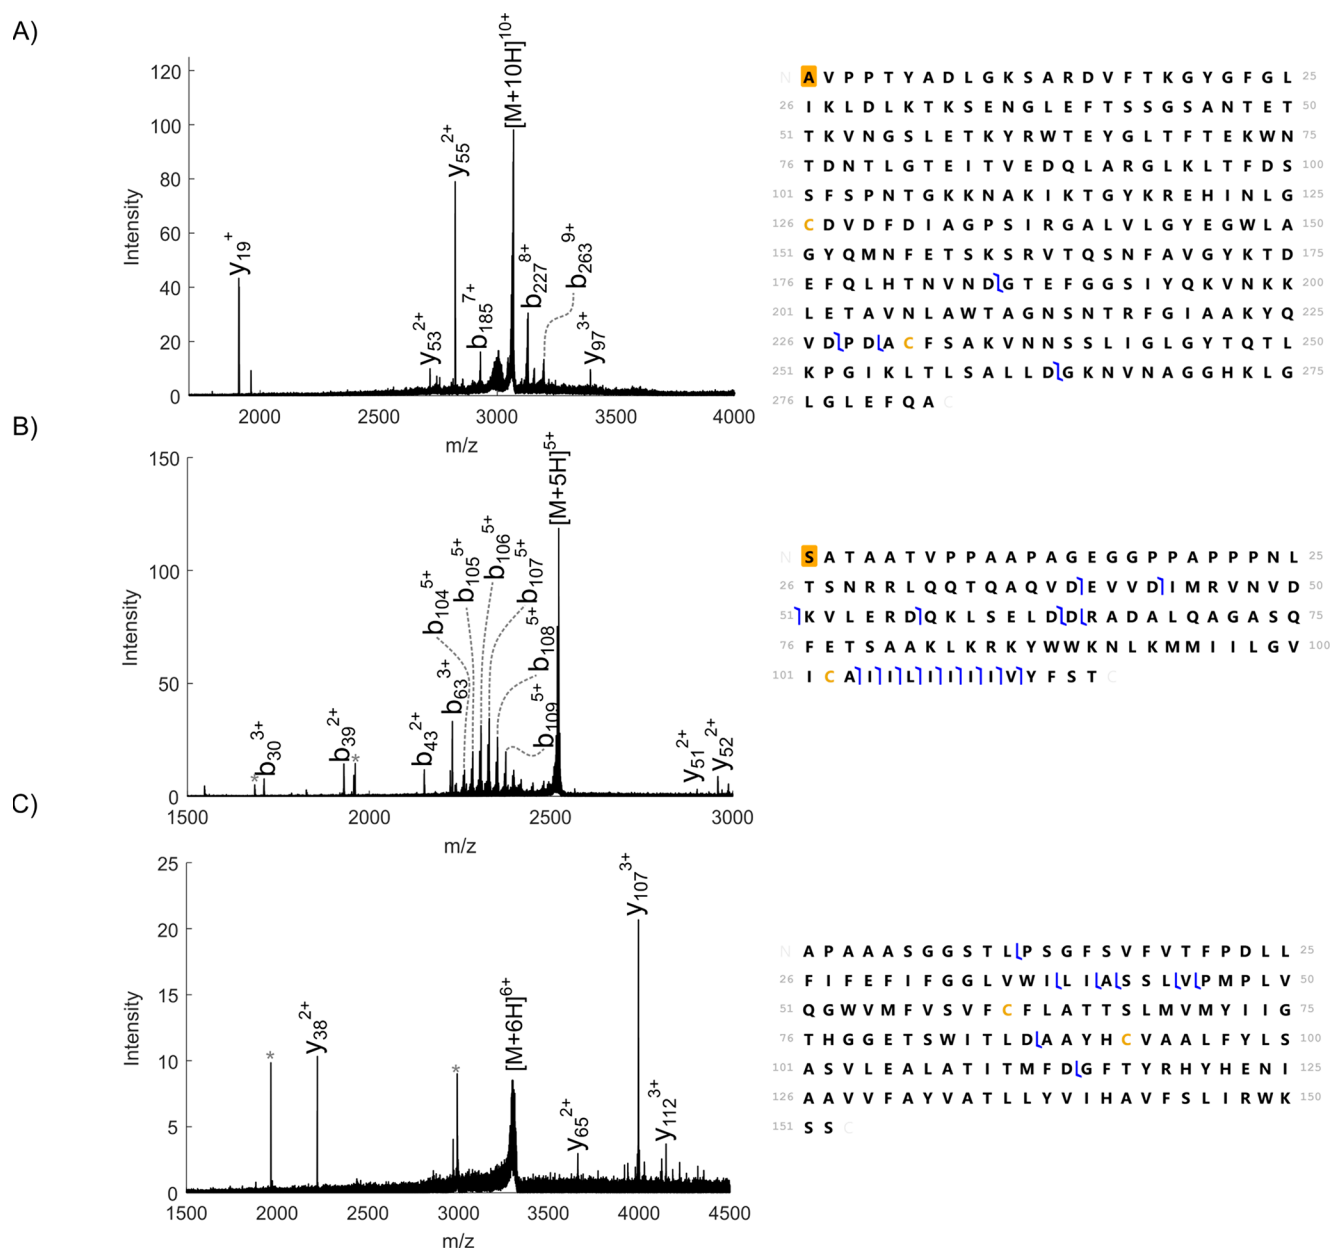 A)
[M+10H]10+
y55 2+
y19 +
y53 2+
b185 7+
b227 8+
b263 9+
y97 3+
120
100
80
60
40
20
0
Intensity
2000 2500 3000 3500 4000
m/z
N A V P P T Y A D L G K S A R D V F T K G Y G F G L 25
26 I K L D L K T K S E N G L E F T S S G S A N T E T 50
51 T K V N G S L E T K Y R W T E Y G L T F T E K W N 75
76 T D N T L G T E I T V E D Q L A R G L K L T F D S 100
101 S F S P N T G K K N A K I K T G Y K R E H I N L G 125
126 C D V D F D I A G P S I R G A L V L G Y E G W L A 150
151 G Y Q M N F E T S K S R V T Q S N F A V G Y K T D 175
176 E F Q L H T N V N D G T E F G G S I Y Q K V N K K 200
201 L E T A V N L A W T A G N S N T R F G I A A K Y Q 225
226 V D P D A C F S A K V N N S S L I G L G Y T Q T L 250
251 K P G I K L T L S A L L D G K N V N A G G H K L G 275
276 L G L E F Q A C
B)
[M+5H]5+
b104 5+
b105 5+
b106 5+
b107 5+
b108 5+
b109 5+
b63 3+
b43 2+
b39 2+
b30 3+
*
*
y51 2+
y52 2+
150
100
50
0
Intensity
1500 2000 2500 3000
m/z
N S A T A A T V P P A A P A G E G G P P A P P P N L 25
26 T S N R R L Q Q T Q A Q V D E V V D I M R V N V D 50
51 K V L E R D Q K L S E L D D R A D A L Q A G A S Q 75
76 F E T S A A K L K R K Y W W K N L K M M I I L G V 100
101 I C A I I L I I I I V Y F S T C
C)
y107 3+
y38 2+
*
*
[M+6H]6+
y65 2+
y112 3+
25
20
15
10
5
0
Intensity
1500 2000 2500 3000 3500 4000 4500
m/z
N A P A A A S G G S T L P S G F S V F V T F P D L L 25
26 F I F E F I F G G L V W I L I A S S L V P M P L V 50
51 Q G W V M F V S V F C F L A T T S L M V M Y I I G 75
76 T H G G E T S W I T L D A A Y H C V A A L F Y L S 100
101 A S V L E A L A T I T M F D G F T Y R H Y H E N I 125
126 A A V V F A Y V A T L L Y V I H A V F S L I R W K 150
151 S S C